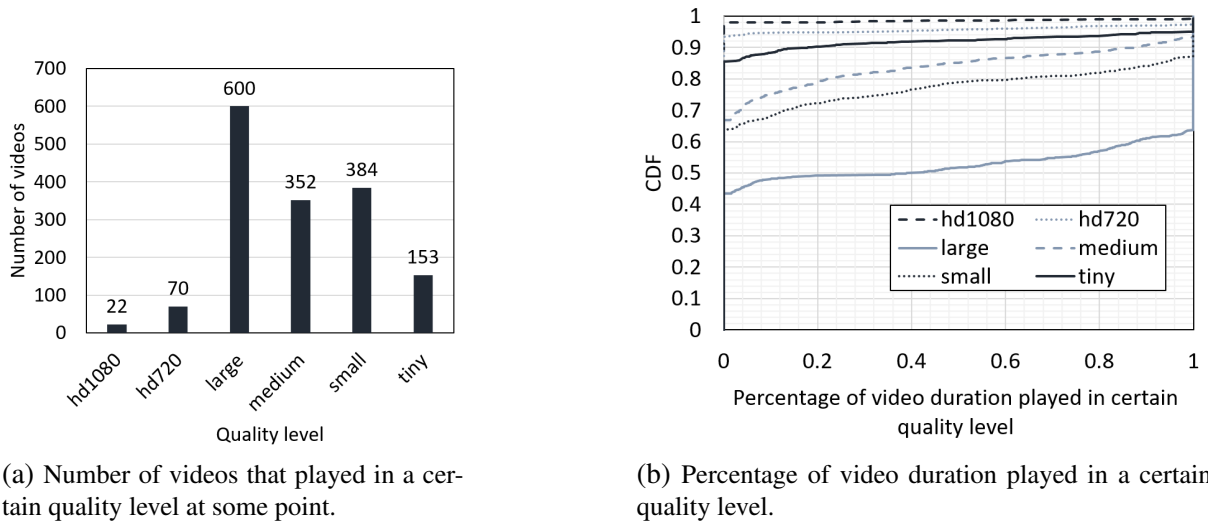 700
600
500
400
300
200
100
0
Number of videos
22
70
600
352
384
153
hd1080
hd720
large
medium
small
tiny
Quality level
(a) Number of videos that played in a cer-
tain quality level at some point.
1
0.9
0.8
0.7
0.6
0.5
0.4
0.3
0.2
0.1
0
CDF
hd1080 hd720
large medium
small tiny
0 0.2 0.4 0.6 0.8 1
Percentage of video duration played in certain
quality level
(b) Percentage of video duration played in a certain
quality level.